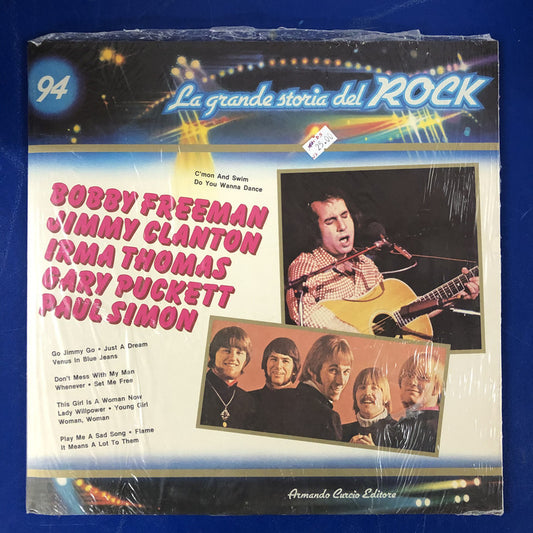 94
La grande storia del ROCK
25.00
C'mon And Swim
Do You Wanna Dance
BOBBY FREEMAN
JIMMY CLANTON
IRMA THOMAS
GARY PUCKETT
PAUL SIMON
Go Jimmy Go • Just A Dream
Venus In Blue Jeans
Don't Mess With My Man
Whenever • Set Me Free
This Girl Is A Woman Now
Lady Willpower • Young Girl
Woman, Woman
Play Me A Sad Song • Flame
It Means A Lot To Them
Armando Curcio Editore